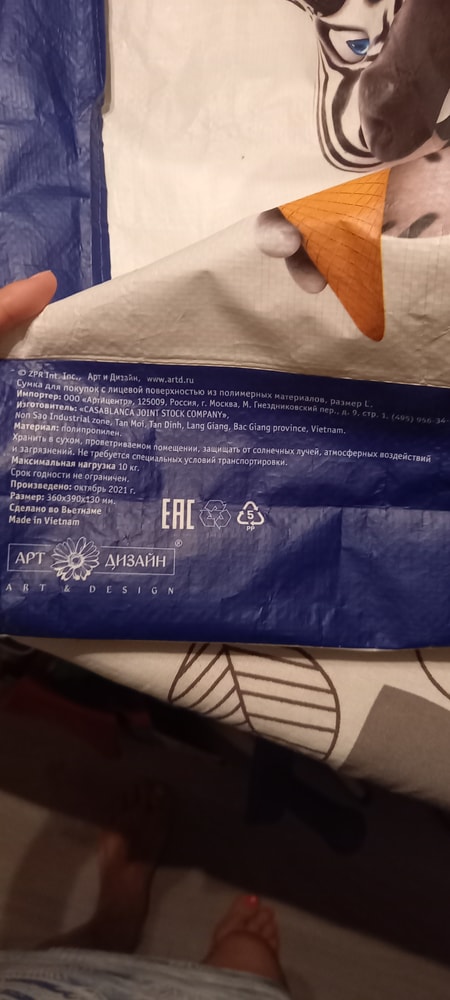 © ZPR Int. Inc., Арт и Дизайн, www.artd.ru
Сумка для покупок с лицевой поверхностью из полимерных материалов, размер L.
Импортер: ООО «Артицентр», 125009, Россия, г. Москва, М. Гнездниковский пер., д. 9, стр. 1, (495) 956-34
Изготовитель: «CASABLANCA JOINT STOCK COMPANY»,
Non Sao Industrial zone, Tan Moi, Tan Dinh, Lang Giang, Bac Giang province, Vietnam.
Материал: полипропилен.
Хранить в сухом, проветриваемом помещении, защищать от солнечных лучей, атмосферных воздействий
и загрязнений. Не требуется специальных условий транспортировки.
Максимальная нагрузка 10 кг.
Срок годности не ограничен.
Произведено: октябрь 2021 г.
Размер: 360х390х130 мм.
Сделано во Вьетнаме
Made in Vietnam
EAC
5
PP
АРТ ДИЗАЙН ®
ART & DESIGN